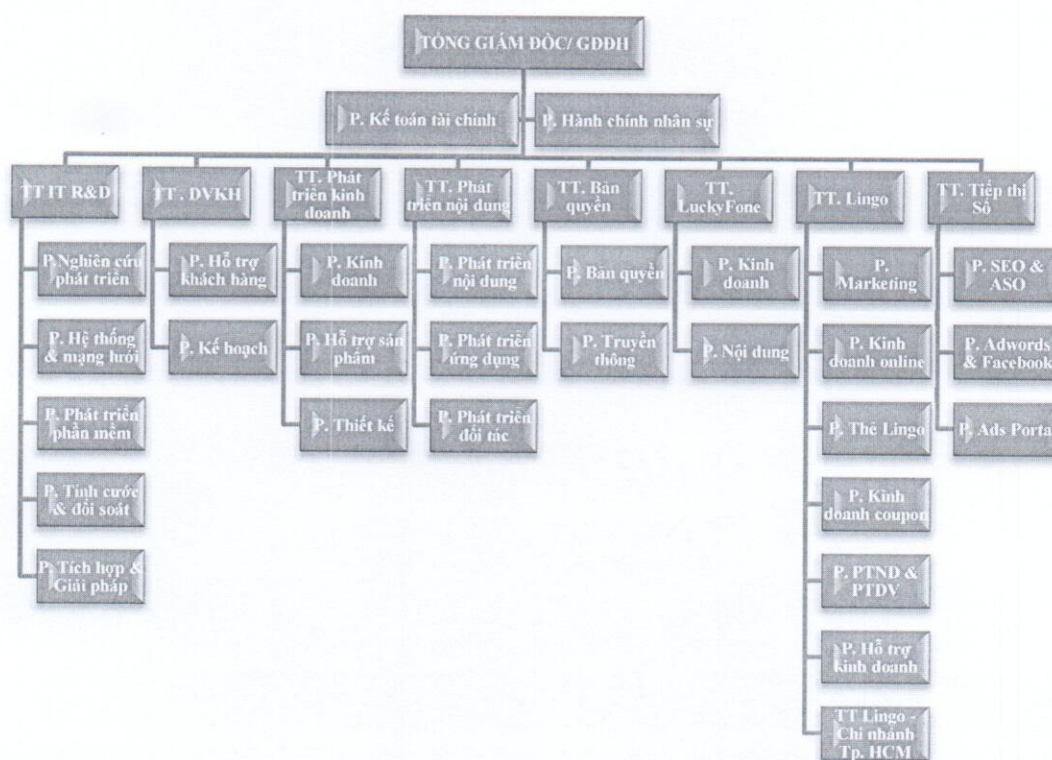 TỔNG GIÁM ĐỐC/ GĐĐH
P. Kế toán tài chính
P. Hành chính nhân sự
TT IT R&D
P. Nghiên cứu
phát triển
P. Hệ thống
& mạng lưới
P. Phát triển
phần mềm
P. Tính cước
& đối soát
P. Tích hợp &
Giải pháp
TT . DVKH
P. Hỗ trợ
khách hàng
P. Kế hoạch
TT. Phát
triển kinh
doanh
P. Kinh
doanh
P. Hỗ trợ sản
phẩm
P. Thiết kế
TT. Phát
triển nội dung
P. Phát triển
nội dung
P. Phát triển
ứng dụng
P. Phát triển
đối tác
TT. Bản
quyền
P. Bản quyền
P. Truyền
thông
TT.
LuckyFone
P. Kinh
doanh
P. Nội dung
TT. Lingo
P.
Marketing
P. Kinh
doanh online
P. Thẻ Lingo
P. Kinh
doanh coupon
P. PTND &
PTDV
P. Hỗ trợ
kinh doanh
TT Lingo -
Chi nhánh
Tp. HCM
TT. Tiếp thị
Số
P. SEO &
ASO
P. Adwords
& Facebook
P. Ads Portal